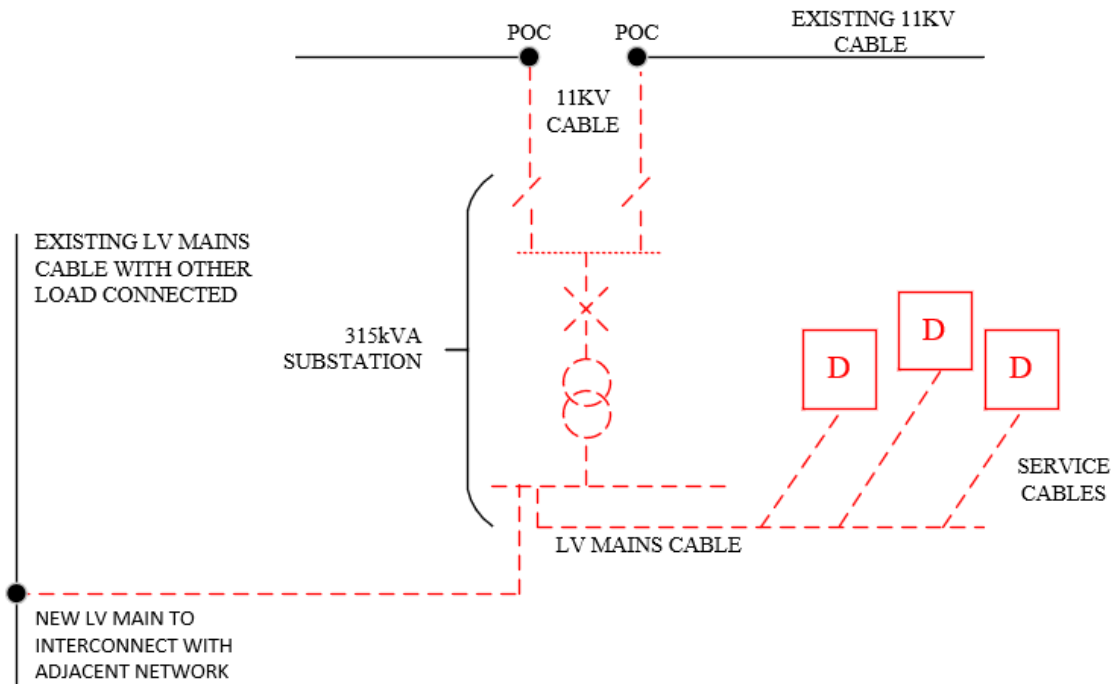 POC
POC
EXISTING 11KV
CABLE
11KV
CABLE
EXISTING LV MAINS
CABLE WITH OTHER
LOAD CONNECTED
315kVA
SUBSTATION
D
D
D
SERVICE
CABLES
LV MAINS CABLE
NEW LV MAIN TO
INTERCONNECT WITH
ADJACENT NETWORK